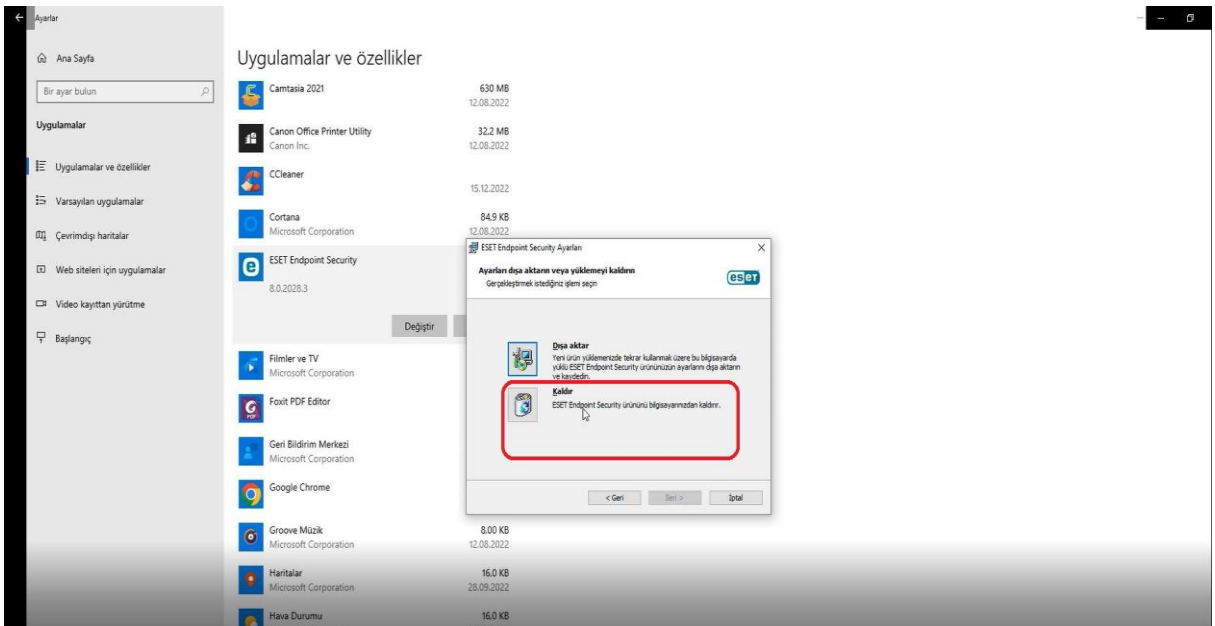 Ayarlar
Ana Sayfa
Bir ayar bulun
Uygulamalar
Uygulamalar ve özellikler
Varsayılan uygulamalar
Çevrimdışı haritalar
Web siteleri için uygulamalar
Video kayıttan yürütme
Başlangıç
Uygulamalar ve özellikler
Camtasia 2021 630 MB
12.08.2022
Canon Office Printer Utility 32,2 MB
Canon Inc. 12.08.2022
CCleaner
15.12.2022
Cortana 84,9 KB
Microsoft Corporation 12.08.2022
ESET Endpoint Security
8.0.2028.3
Değiştir
Filmler ve TV
Microsoft Corporation
Foxit PDF Editor
Geri Bildirim Merkezi
Microsoft Corporation
Google Chrome
Groove Müzik 8,00 KB
Microsoft Corporation 12.08.2022
Haritalar 16,0 KB
Microsoft Corporation 28.09.2022
Hava Durumu 16,0 KB
ESET Endpoint Security Ayarları
Ayarları dışa aktarın veya yüklemeyi kaldırın
Gerçekleştirmek istediğiniz işlemi seçin
eset
Dışa aktar
Yeni ürün yüklemenizde tekrar kullanmak üzere bu bilgisayarda
yüklü ESET Endpoint Security ürününüzün ayarlarını dışa aktarın
ve kaydedin.
Kaldır
ESET Endpoint Security ürününü bilgisayarınızdan kaldırır.
< Geri
İleri >
İptal